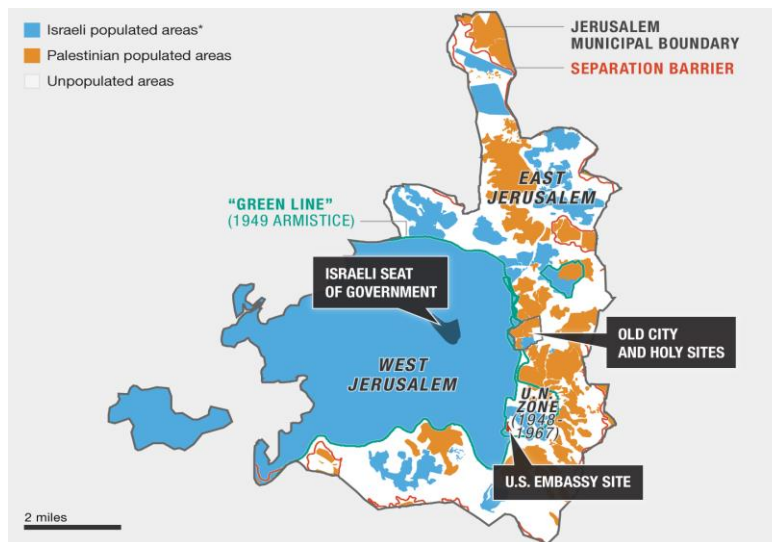 Israeli populated areas*
Palestinian populated areas
Unpopulated areas
JERUSALEM
MUNICIPAL BOUNDARY
SEPARATION BARRIER
EAST
JERUSALEM
"GREEN LINE"
(1949 ARMISTICE)
ISRAELI SEAT
OF GOVERNMENT
OLD CITY
AND HOLY SITES
WEST
JERUSALEM
U.N.
ZONE
(1948-
1967)
U.S. EMBASSY SITE
2 miles